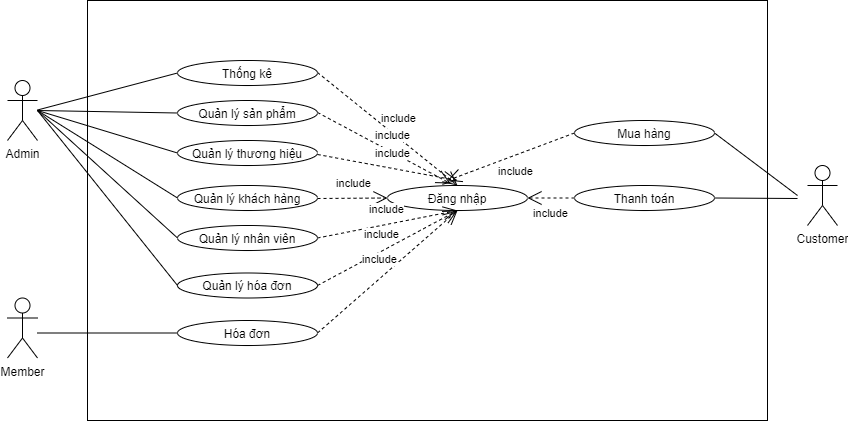 Thống kê
include
Quản lý sản phẩm
include
Mua hàng
Admin
Quản lý thương hiệu
include
include
include
Quản lý khách hàng
Đăng nhập
Thanh toán
include
include
Quản lý nhân viên
include
Customer
include
Quản lý hóa đơn
Hóa đơn
Member